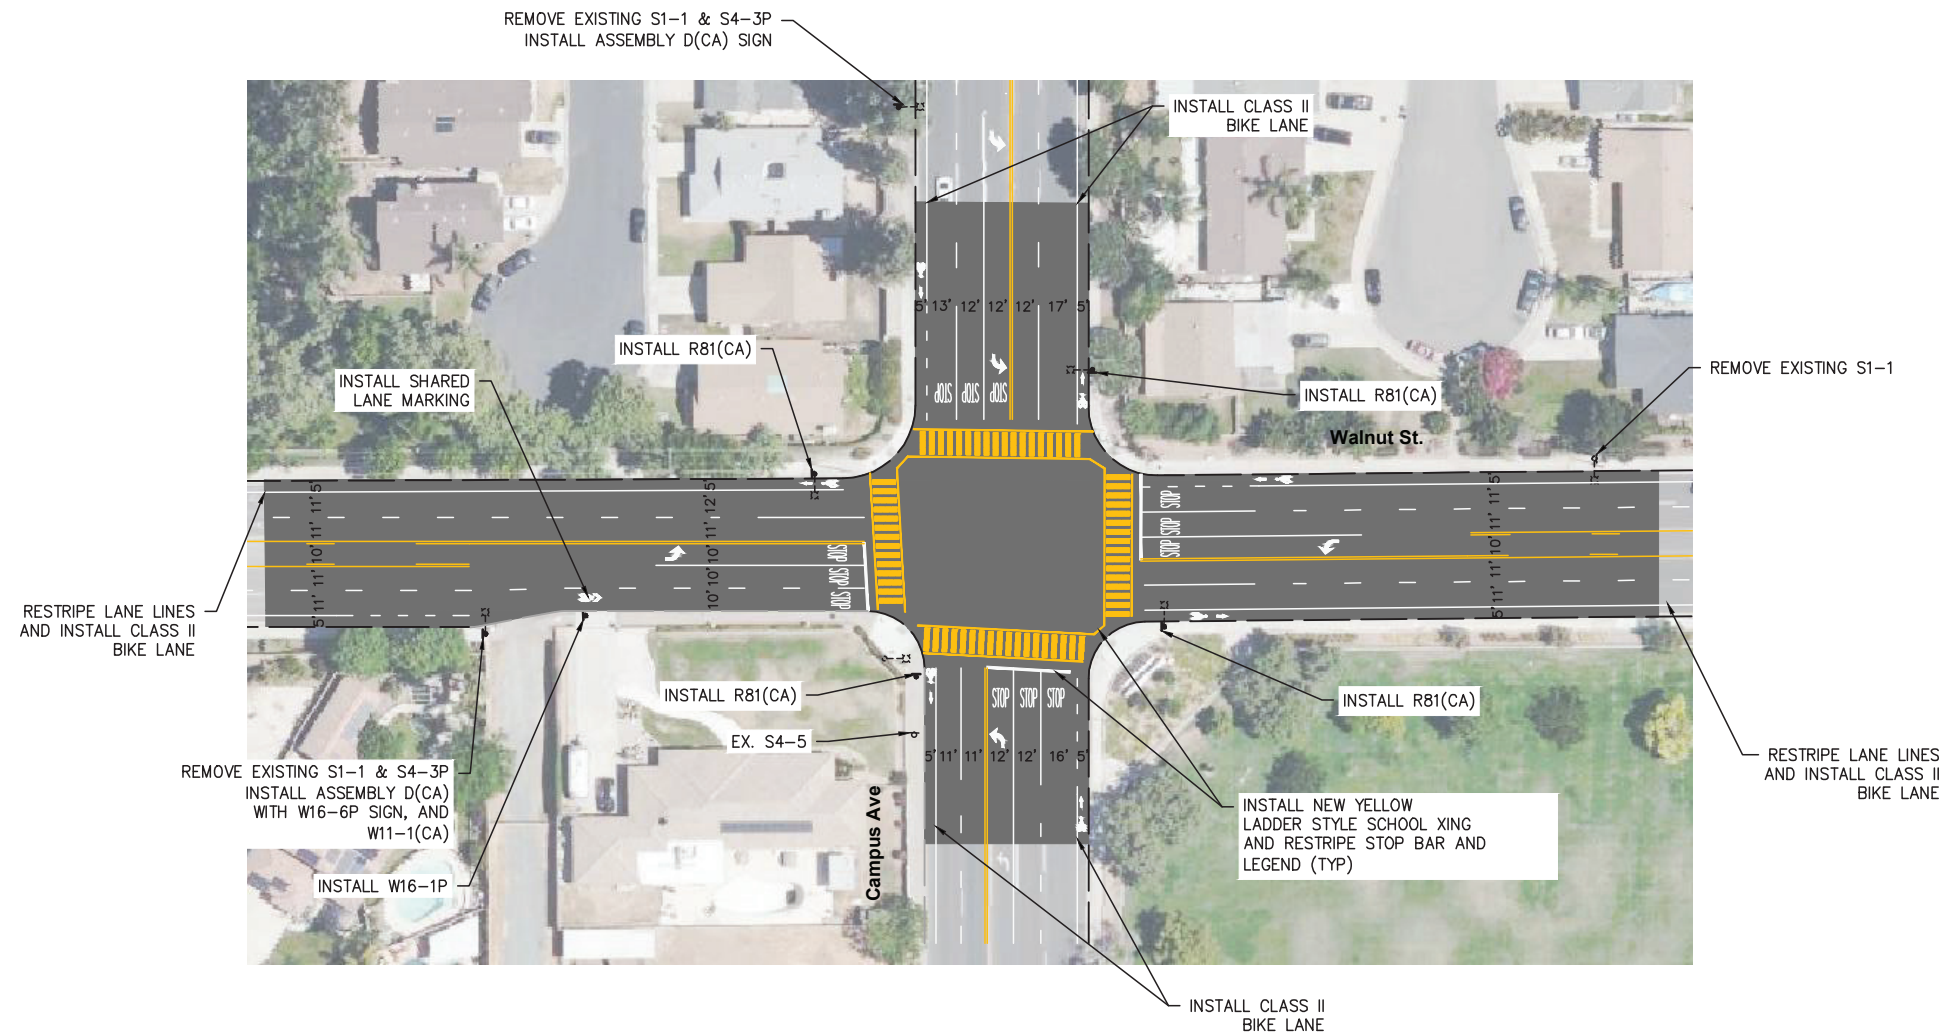 REMOVE EXISTING S1-1 & S4-3P
INSTALL ASSEMBLY D(CA) SIGN
INSTALL CLASS II
BIKE LANE
5' 13' 12' 12' 12' 17' 5'
INSTALL R81(CA)
INSTALL SHARED
LANE MARKING
STOP STOP STOP
INSTALL R81(CA)
REMOVE EXISTING S1-1
Walnut St.
5' 11' 11' 10' 11' 11' 5'
10' 10' 10' 11' 12' 5'
STOP STOP STOP
STOP STOP STOP
5' 11' 11' 10' 11' 11' 5'
RESTRIPE LANE LINES
AND INSTALL CLASS II
BIKE LANE
INSTALL R81(CA)
STOP STOP STOP
INSTALL R81(CA)
EX. S4-5
5' 11' 11' 12' 12' 16' 5'
REMOVE EXISTING S1-1 & S4-3P
INSTALL ASSEMBLY D(CA)
WITH W16-6P SIGN, AND
W11-1(CA)
RESTRIPE LANE LINES
AND INSTALL CLASS II
BIKE LANE
INSTALL NEW YELLOW
LADDER STYLE SCHOOL XING
AND RESTRIPE STOP BAR AND
LEGEND (TYP)
Campus Ave
INSTALL W16-1P
INSTALL CLASS II
BIKE LANE